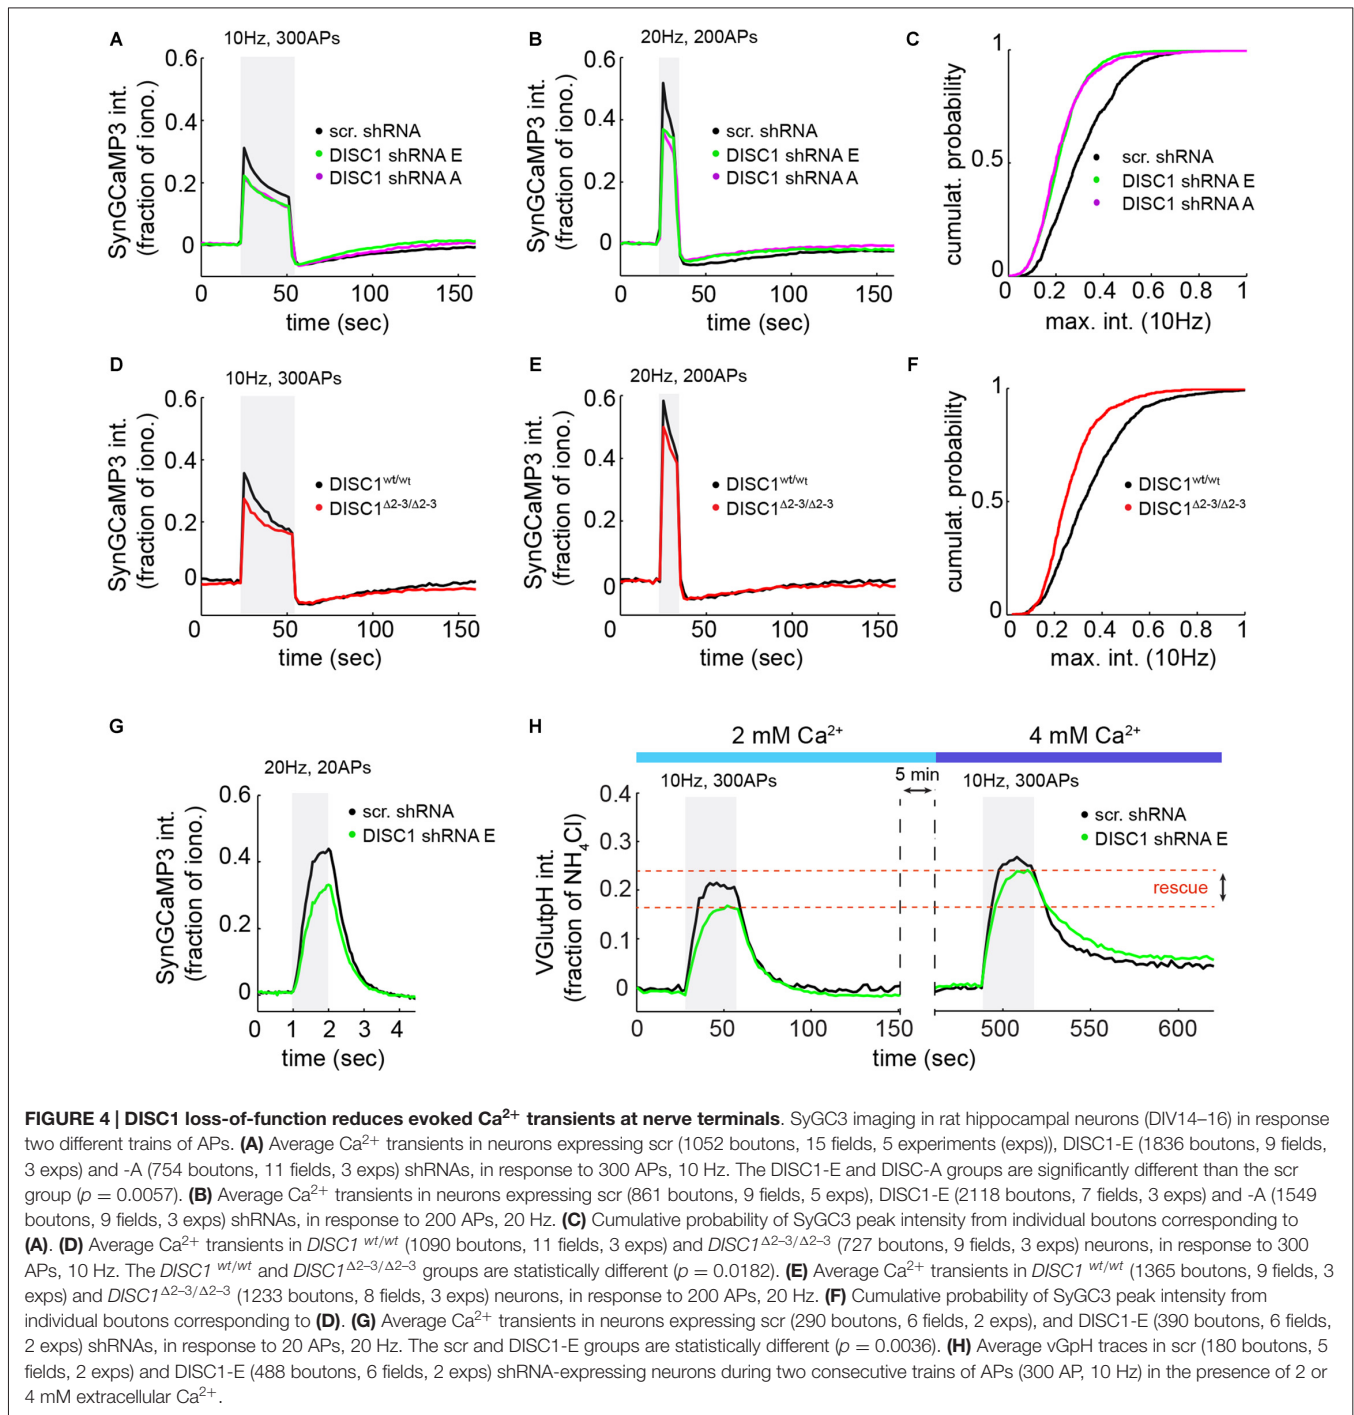 A
10Hz, 300APs
SynGCaMP3 int.
(fraction of iono.)
0.6
0.4
0.2
0
scr. shRNA
DISC1 shRNA E
DISC1 shRNA A
0 50 100 150
time (sec)
B
20Hz, 200APs
SynGCaMP3 int.
(fraction of iono.)
0.6
0.4
0.2
0
scr. shRNA
DISC1 shRNA E
DISC1 shRNA A
0 50 100 150
time (sec)
C
cumulat. probability
1
0.5
0
scr. shRNA
DISC1 shRNA E
DISC1 shRNA A
0 0.2 0.4 0.6 0.8 1
max. int. (10Hz)
D
10Hz, 300APs
SynGCaMP3 int.
(fraction of iono.)
0.6
0.4
0.2
0
DISC1wt/wt
DISC1Δ2-3/Δ2-3
0 50 100 150
time (sec)
E
20Hz, 200APs
SynGCaMP3 int.
(fraction of iono.)
0.6
0.4
0.2
0
DISC1wt/wt
DISC1Δ2-3/Δ2-3
0 50 100 150
time (sec)
F
cumulat. probability
1
0.5
0
DISC1wt/wt
DISC1Δ2-3/Δ2-3
0 0.2 0.4 0.6 0.8 1
max. int. (10Hz)
G
20Hz, 20APs
SynGCaMP3 int.
(fraction of iono.)
0.6
0.4
0.2
0
scr. shRNA
DISC1 shRNA E
0 1 2 3 4
time (sec)
H
2 mM Ca2+ 4 mM Ca2+
10Hz, 300APs 5 min 10Hz, 300APs
VGlutpH int.
(fraction of NH4Cl)
0.4
0.3
0.2
0.1
0
scr. shRNA
DISC1 shRNA E
rescue
0 50 100 150 500 550 600
time (sec)
FIGURE 4 | DISC1 loss-of-function reduces evoked Ca2+ transients at nerve terminals. SyGC3 imaging in rat hippocampal neurons (DIV14–16) in response
two different trains of APs. (A) Average Ca2+ transients in neurons expressing scr (1052 boutons, 15 fields, 5 experiments (exps)), DISC1-E (1836 boutons, 9 fields,
3 exps) and -A (754 boutons, 11 fields, 3 exps) shRNAs, in response to 300 APs, 10 Hz. The DISC1-E and DISC-A groups are significantly different than the scr
group (p = 0.0057). (B) Average Ca2+ transients in neurons expressing scr (861 boutons, 9 fields, 5 exps), DISC1-E (2118 boutons, 7 fields, 3 exps) and -A (1549
boutons, 9 fields, 3 exps) shRNAs, in response to 200 APs, 20 Hz. (C) Cumulative probability of SyGC3 peak intensity from individual boutons corresponding to
(A). (D) Average Ca2+ transients in DISC1 wt/wt (1090 boutons, 11 fields, 3 exps) and DISC1Δ2–3/Δ2–3 (727 boutons, 9 fields, 3 exps) neurons, in response to 300
APs, 10 Hz. The DISC1 wt/wt and DISC1Δ2–3/Δ2–3 groups are statistically different (p = 0.0182). (E) Average Ca2+ transients in DISC1 wt/wt (1365 boutons, 9 fields, 3
exps) and DISC1Δ2–3/Δ2–3 (1233 boutons, 8 fields, 3 exps) neurons, in response to 200 APs, 20 Hz. (F) Cumulative probability of SyGC3 peak intensity from
individual boutons corresponding to (D). (G) Average Ca2+ transients in neurons expressing scr (290 boutons, 6 fields, 2 exps), and DISC1-E (390 boutons, 6 fields,
2 exps) shRNAs, in response to 20 APs, 20 Hz. The scr and DISC1-E groups are statistically different (p = 0.0036). (H) Average vGpH traces in scr (180 boutons, 5
fields, 2 exps) and DISC1-E (488 boutons, 6 fields, 2 exps) shRNA-expressing neurons during two consecutive trains of APs (300 AP, 10 Hz) in the presence of 2 or
4 mM extracellular Ca2+.